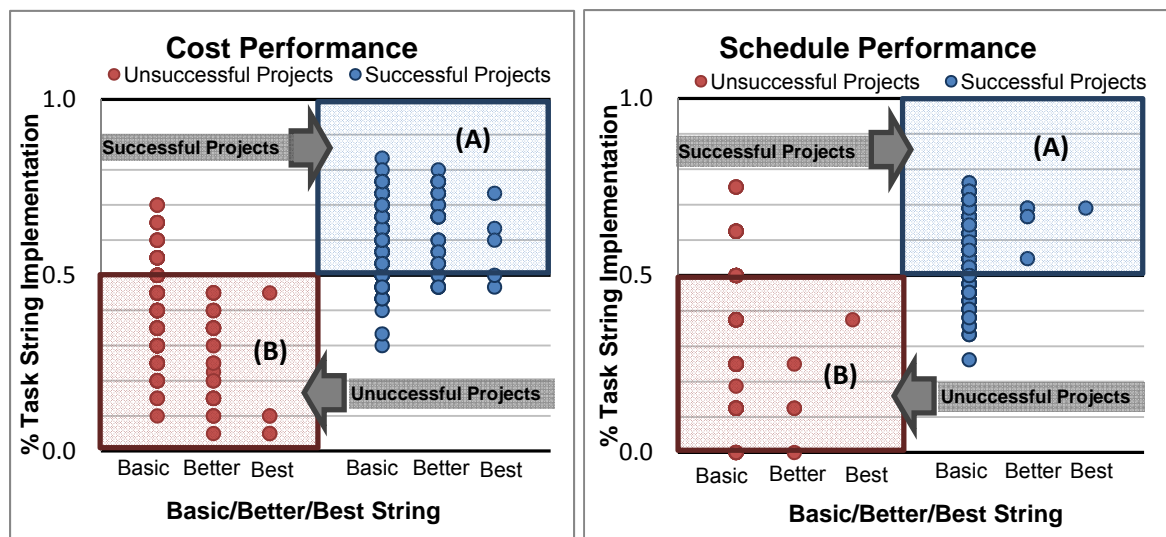 Cost Performance
Unsuccessful Projects Successful Projects
% Task String Implementation
1.0
0.5
0.0
Successful Projects
(A)
(B)
Unuccessful Projects
Basic Better Best Basic Better Best
Basic/Better/Best String
Schedule Performance
Unsuccessful Projects Successful Projects
% Task String Implementation
1.0
0.5
0.0
Successful Projects
(A)
(B)
Unuccessful Projects
Basic Better Best Basic Better Best
Basic/Better/Best String